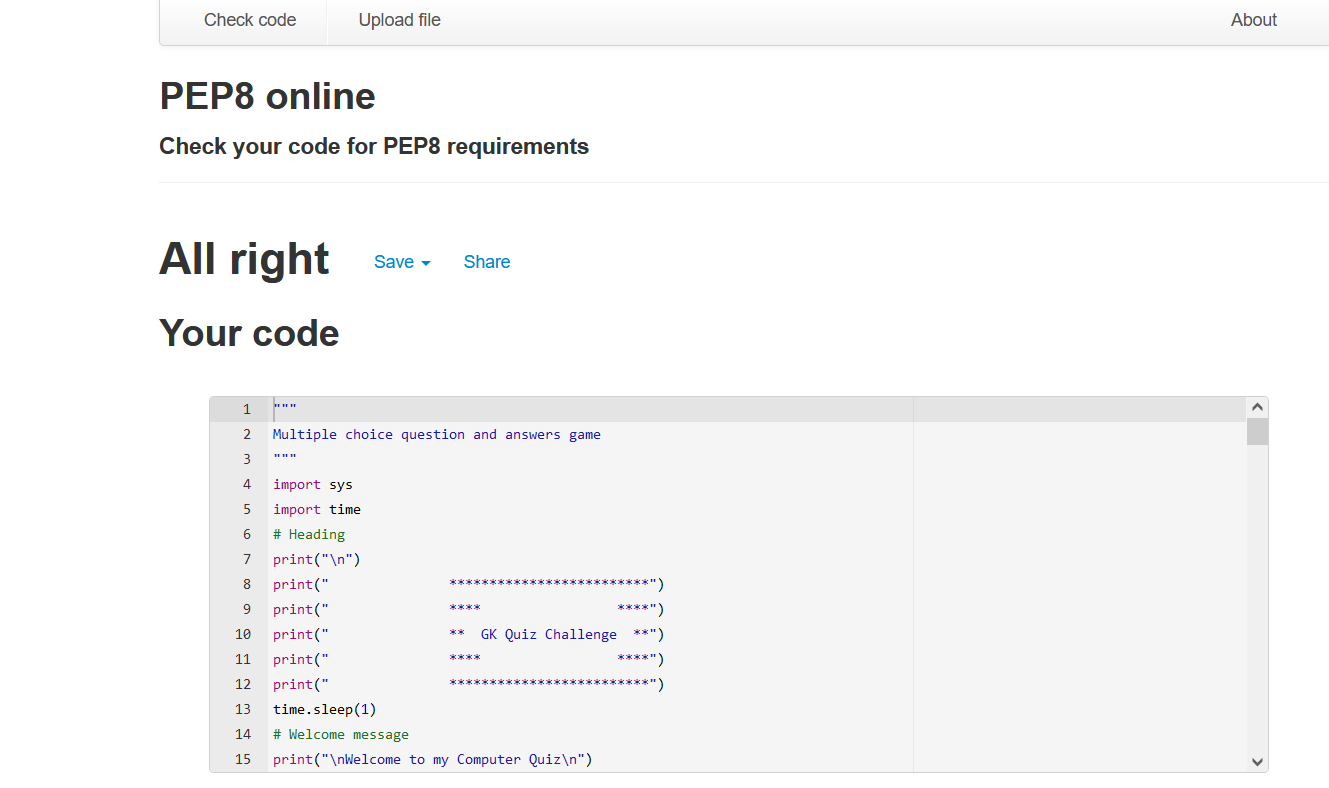 Check code Upload file About
PEP8 online
Check your code for PEP8 requirements
All right Save Share
Your code
1 """
2 Multiple choice question and answers game
3 """
4 import sys
5 import time
6 # Heading
7 print("\n")
8 print("               *************************")
9 print("               ****                 ****")
10 print("               **  GK Quiz Challenge  **")
11 print("               ****                 ****")
12 print("               *************************")
13 time.sleep(1)
14 # Welcome message
15 print("\nWelcome to my Computer Quiz\n")